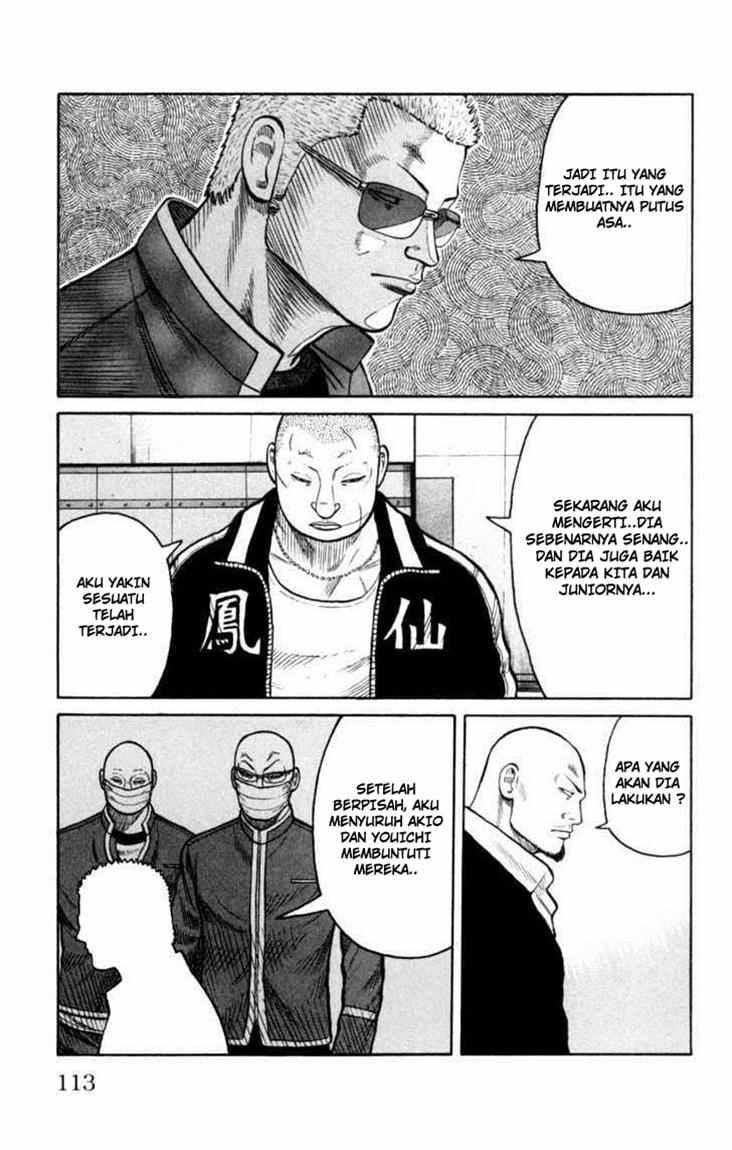 JADI ITU YANG
TERJADI.. ITU YANG
MEMBUATNYA PUTUS
ASA..
SEKARANG AKU
MENGERTI..DIA
SEBENARNYA SENANG..
DAN DIA JUGA BAIK
KEPADA KITA DAN
JUNIORNYA...
AKU YAKIN
SESUATU
TELAH
TERJADI..
鳳 仙
APA YANG
AKAN DIA
LAKUKAN ?
SETELAH
BERPISAH, AKU
MENYURUH AKIO
DAN YOUICHI
MEMBUNTUTI
MEREKA..
113